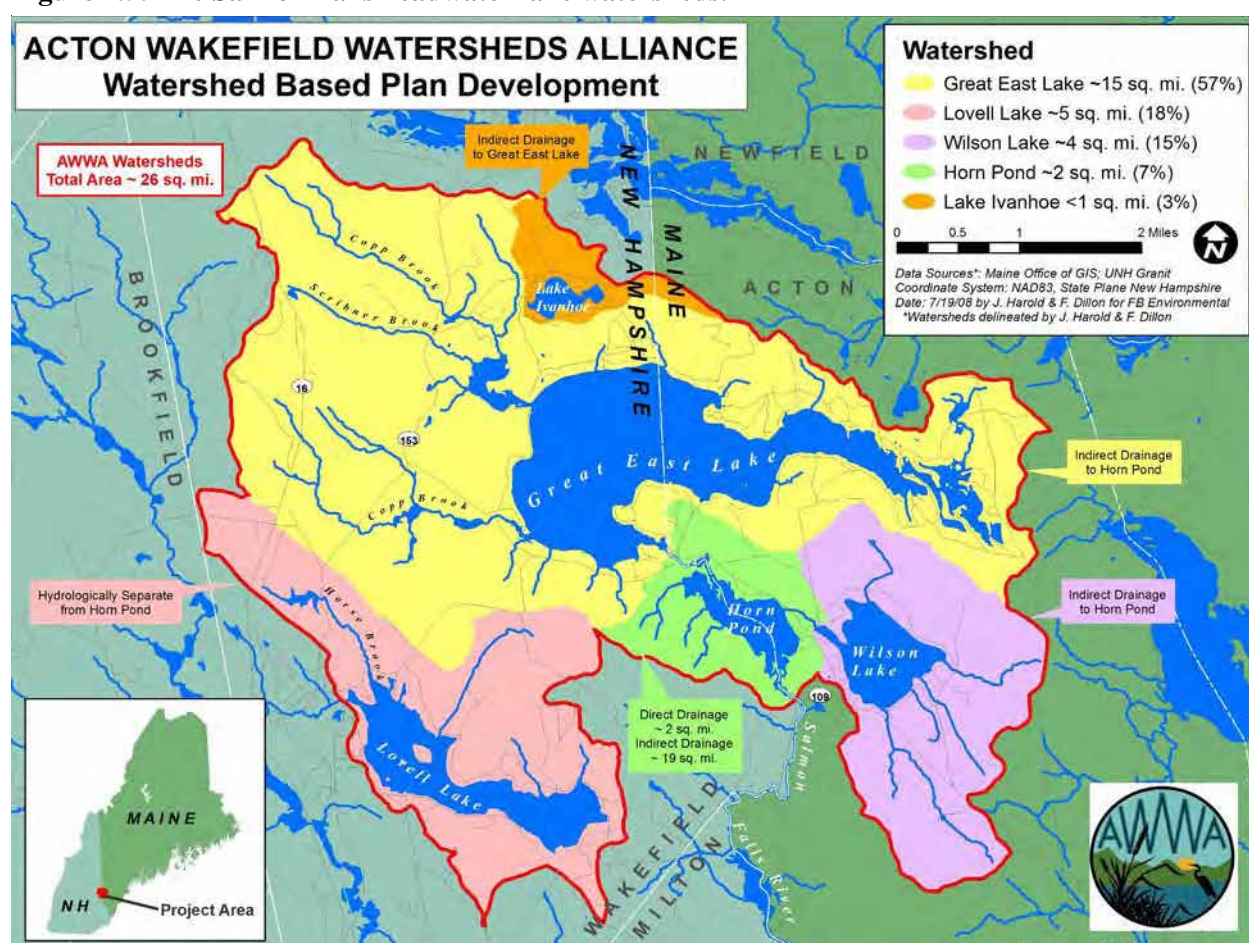 Salmon Falls headwater lake watersheds.
ACTON WAKEFIELD WATERSHEDS ALLIANCE
Watershed Based Plan Development
Watershed
Great East Lake ~15 sq. mi. (57%)
Lovell Lake ~5 sq. mi. (18%)
Wilson Lake ~4 sq. mi. (15%)
Horn Pond ~2 sq. mi. (7%)
Lake Ivanhoe <1 sq. mi. (3%)
0 0.5 1 2 Miles
N
Data Sources*: Maine Office of GIS; UNH Granit
Coordinate System: NAD83, State Plane New Hampshire
Date: 7/19/08 by J. Harold & F. Dillon for FB Environmental
*Watersheds delineated by J. Harold & F. Dillon
AWWA Watersheds
Total Area ~ 26 sq. mi.
Indirect Drainage
to Great East Lake
NEW HAMPSHIRE
MAINE
NEWFIELD
ACTON
BROOKFIELD
Copp Brook
Scribner Brook
Lake
Ivanhoe
16
153
Great East Lake
Copp Brook
Indirect Drainage
to Horn Pond
Hydrologically Separate
from Horn Pond
Horse Brook
Horn
Pond
Wilson
Lake
Indirect Drainage
to Horn Pond
109
Direct Drainage
~ 2 sq. mi.
Indirect Drainage
~ 19 sq. mi.
Lovell Lake
Salmon
Falls River
WAKEFIELD
MILTON
MAINE
NH
Project Area
AWWA